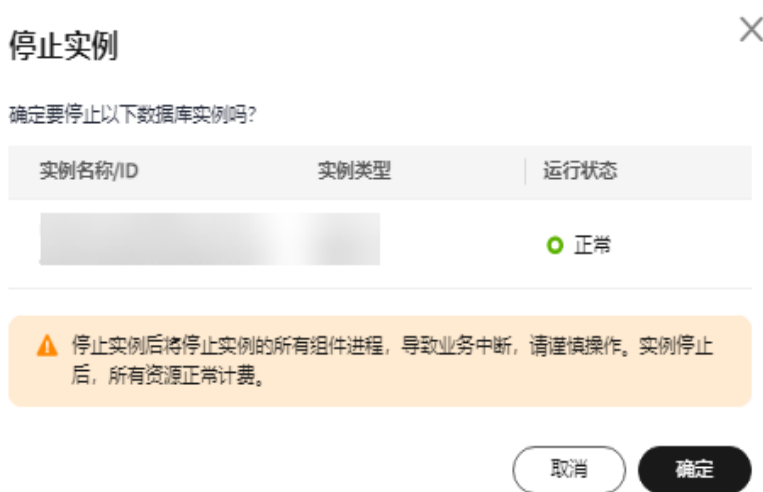 停止实例
确定要停止以下数据库实例吗?
实例名称/ID 实例类型 运行状态
正常
停止实例后将停止实例的所有组件进程，导致业务中断，请谨慎操作。实例停止
后，所有资源正常计费。
取消 确定